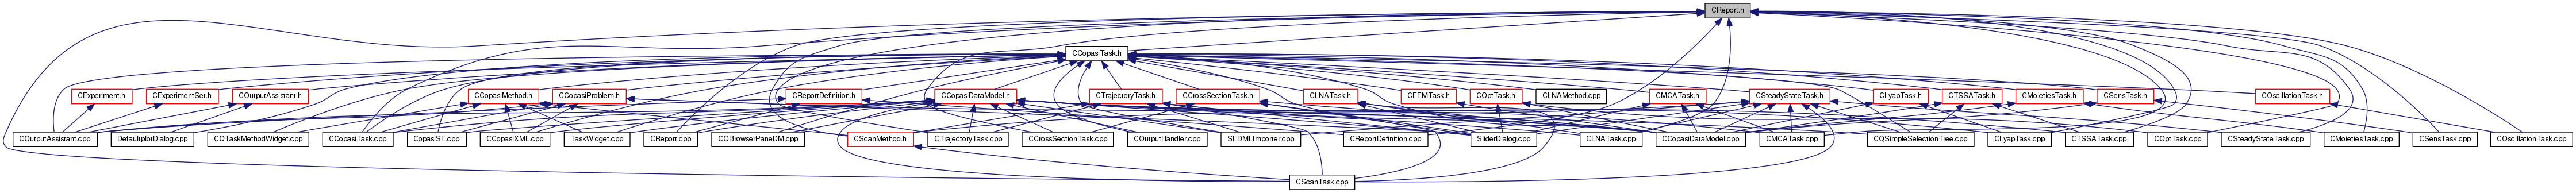 CReport.h
CCopasiTask.h
CExperiment.h
CExperimentSet.h
COutputAssistant.h
CCopasiMethod.h
CCopasiProblem.h
CReportDefinition.h
CCopasiDataModel.h
CTrajectoryTask.h
CCrossSectionTask.h
CLNATask.h
CEFMTask.h
COptTask.h
CLNAMethod.cpp
CMCATask.h
CSteadyStateTask.h
CLyapTask.h
CTSSATask.h
CMoietiesTask.h
CSensTask.h
COscillationTask.h
COutputAssistant.cpp
DefaultplotDialog.cpp
CQTaskMethodWidget.cpp
CCopasiTask.cpp
CopasiSE.cpp
CCopasiXML.cpp
TaskWidget.cpp
CReport.cpp
CQBrowserPaneDM.cpp
CScanMethod.h
CTrajectoryTask.cpp
CCrossSectionTask.cpp
COutputHandler.cpp
SEDMLImporter.cpp
CReportDefinition.cpp
SliderDialog.cpp
CLNATask.cpp
CCopasiDataModel.cpp
CMCATask.cpp
CQSimpleSelectionTree.cpp
CLyapTask.cpp
CTSSATask.cpp
COptTask.cpp
CSteadyStateTask.cpp
CMoietiesTask.cpp
CSensTask.cpp
COscillationTask.cpp
CScanTask.cpp